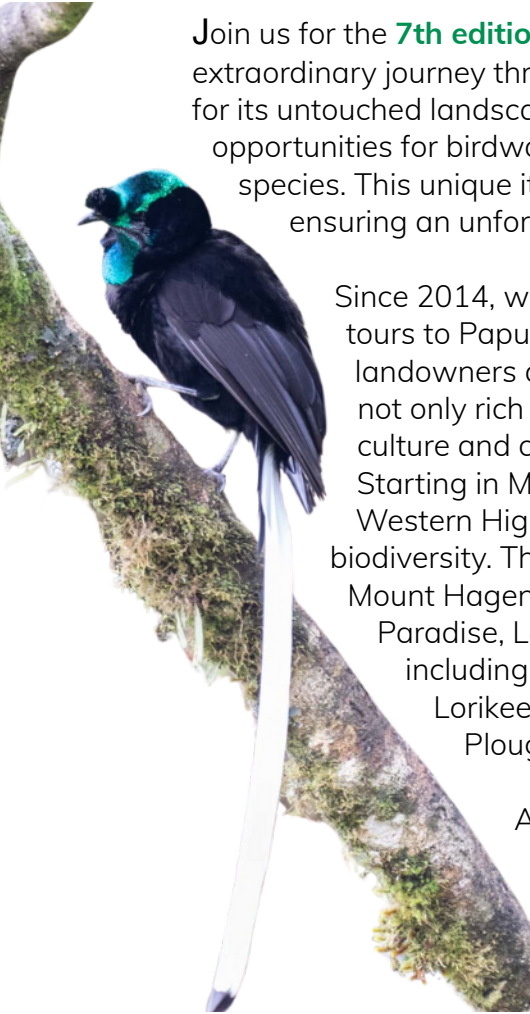 Join us for the 7th editio
extraordinary journey thr
for its untouched landsca
opportunities for birdwa
species. This unique it
ensuring an unfor
Since 2014, w
tours to Papu
landowners
not only rich
culture and
Starting in M
Western Hig
biodiversity. Th
Mount Hagen
Paradise, L
including
Lorikee
Ploug
A